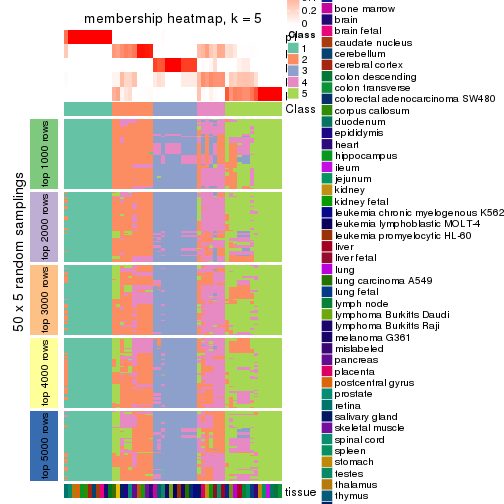 membership heatmap, k = 5
0.2
0
Class
1
2
3
4
5
Class
50 x 5 random samplings
top 1000 rows
top 2000 rows
top 3000 rows
top 4000 rows
top 5000 rows
tissue
bone marrow
brain
brain fetal
caudate nucleus
cerebellum
cerebral cortex
colon descending
colon transverse
colorectal adenocarcinoma SW480
corpus callosum
duodenum
epididymis
heart
hippocampus
ileum
jejunum
kidney
kidney fetal
leukemia chronic myelogenous K562
leukemia lymphoblastic MOLT-4
leukemia promyelocytic HL-60
liver
liver fetal
lung
lung carcinoma A549
lung fetal
lymph node
lymphoma Burkitts Daudi
lymphoma Burkitts Raji
melanoma G361
mislabeled
pancreas
placenta
postcentral gyrus
prostate
retina
salivary gland
skeletal muscle
spinal cord
spleen
stomach
testes
thalamus
thymus